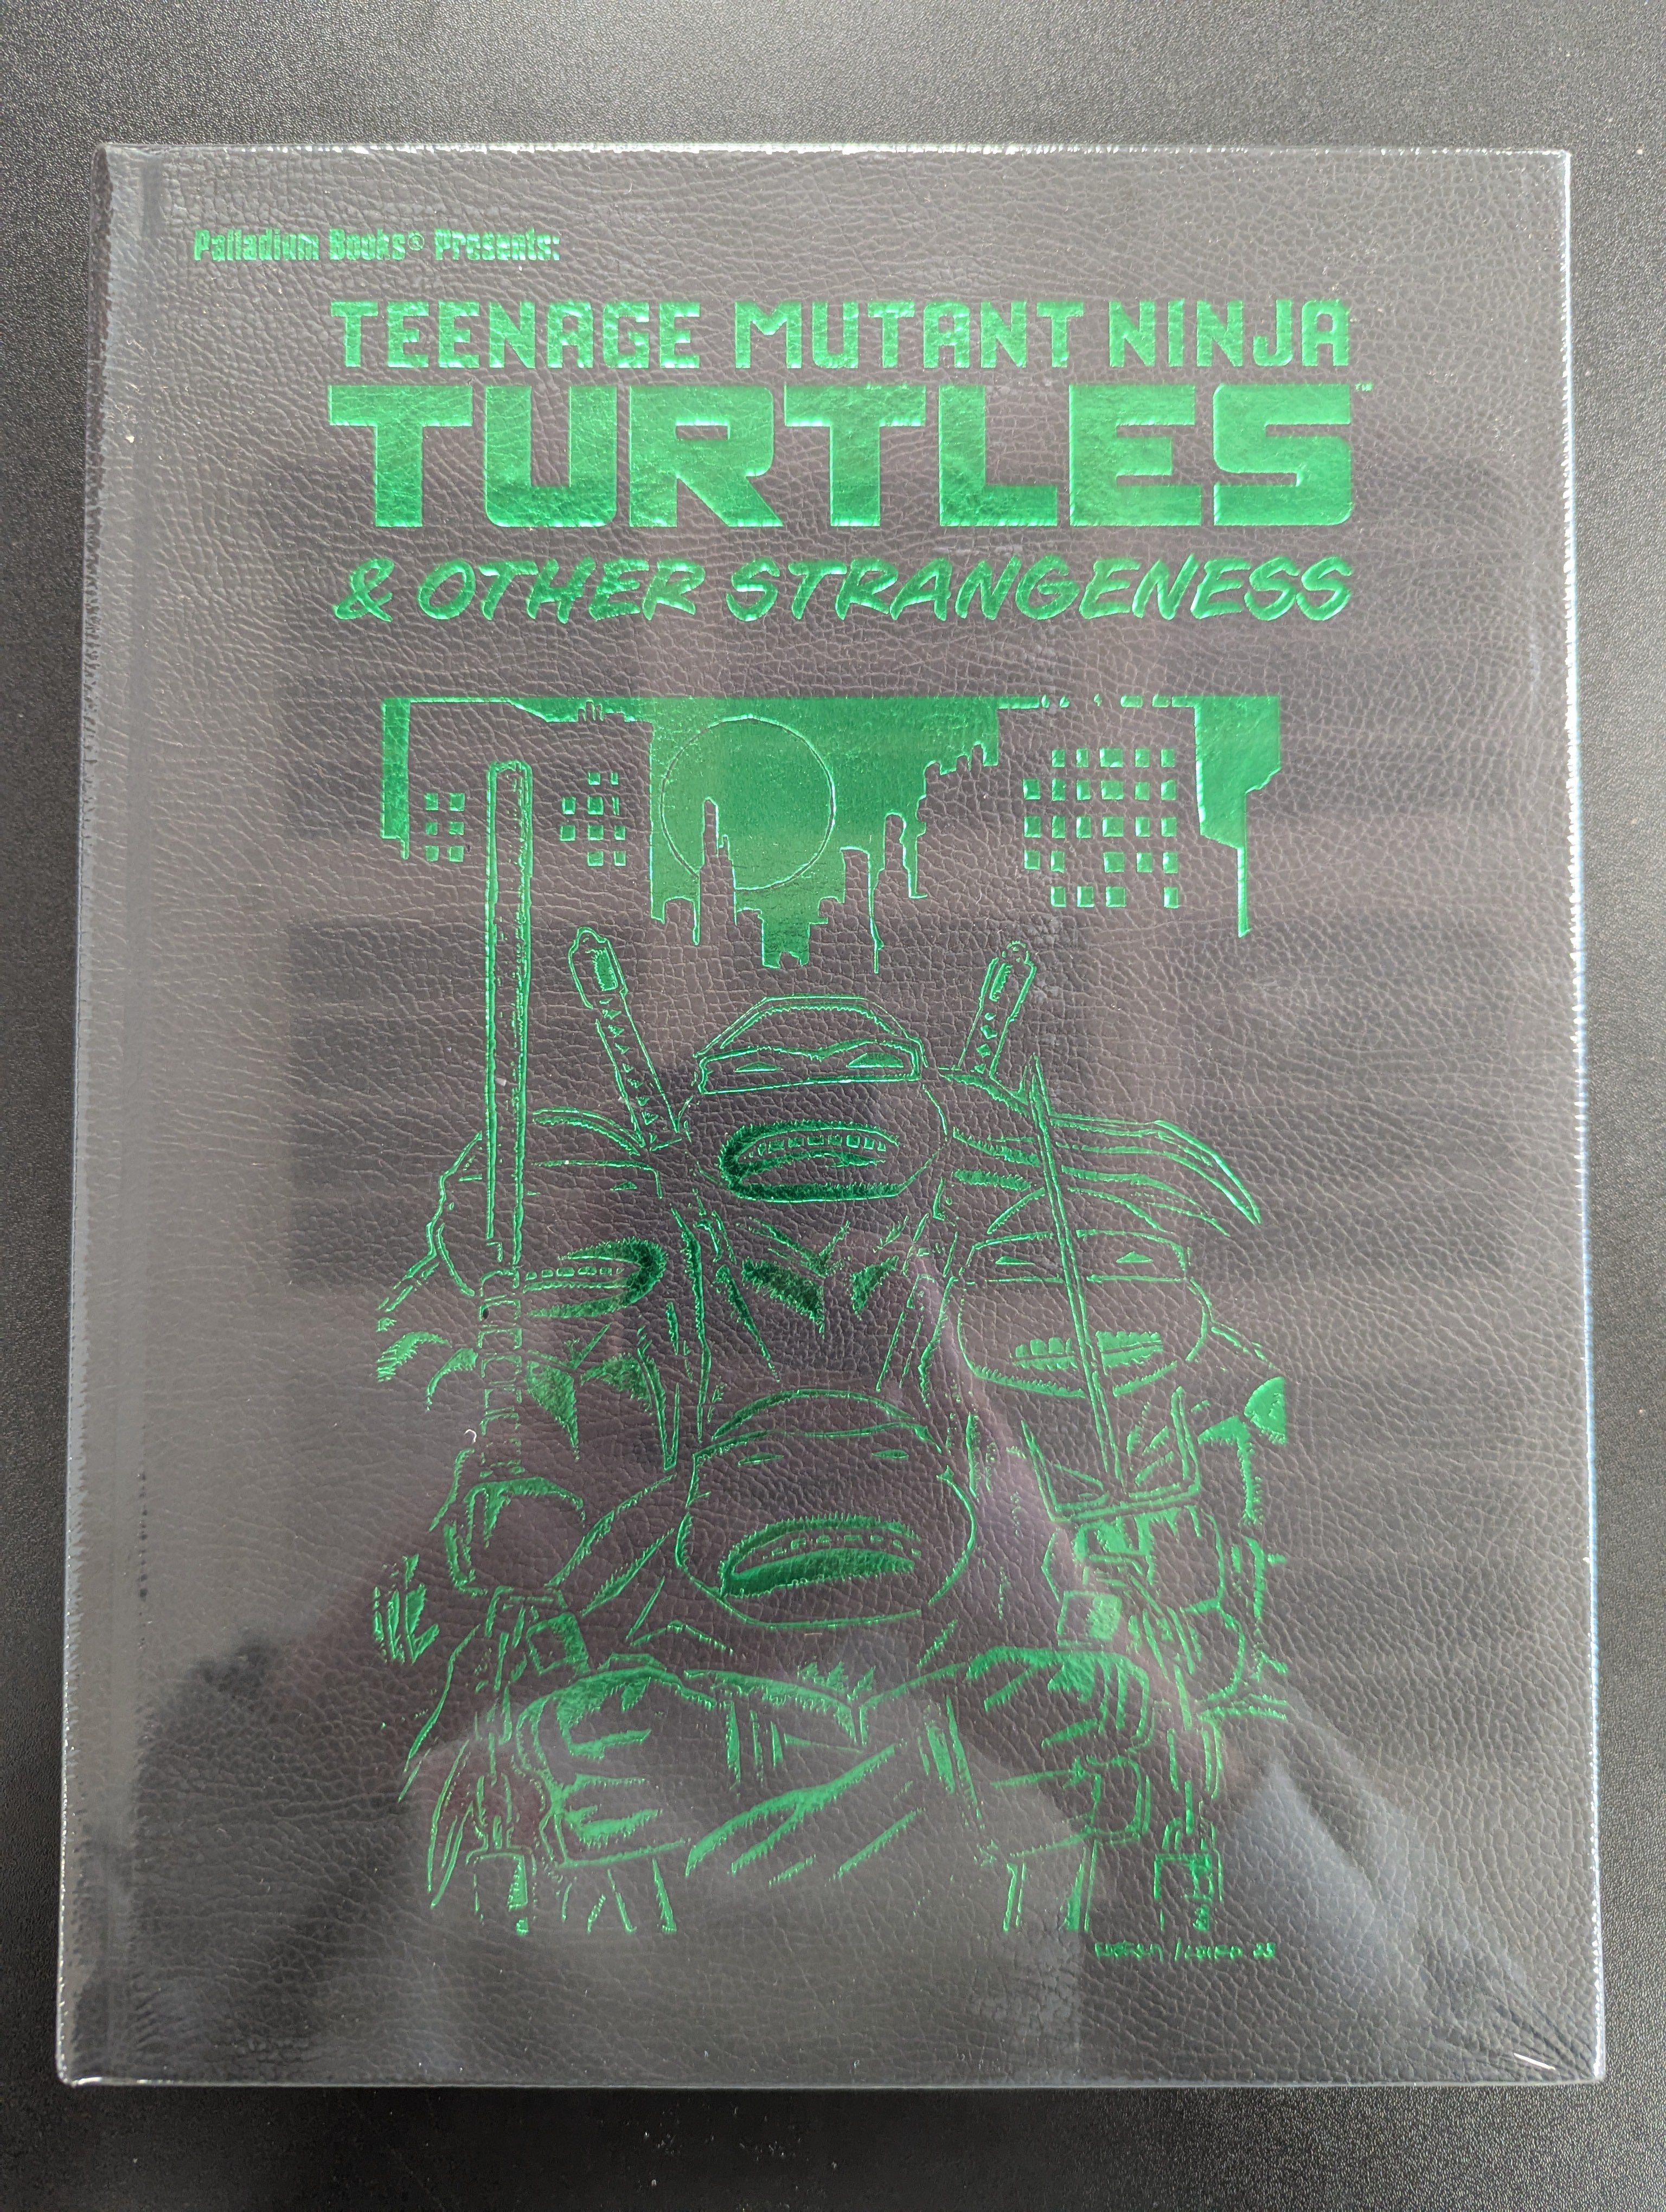 Palladium Books® Presents:
TEENAGE MUTANT NINJA
TURTLES™
& OTHER STRANGENESS